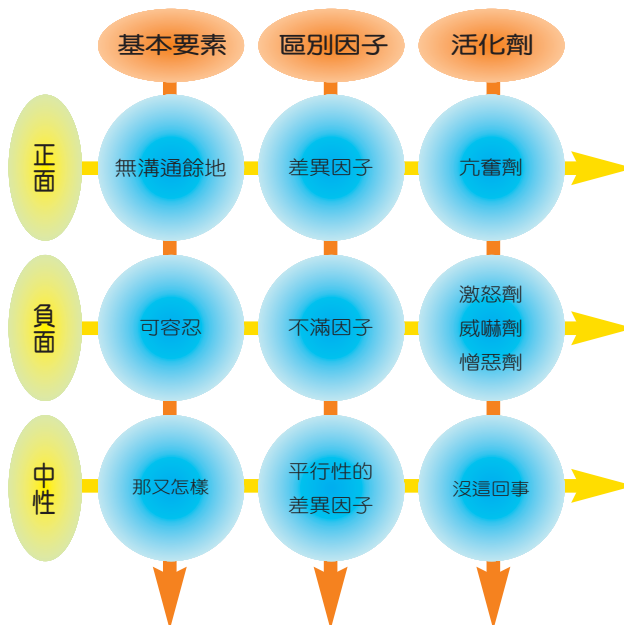 基本要素
區別因子
活化劑
正面
無溝通餘地
差異因子
亢奮劑
負面
可容忍
不滿因子
激怒劑
威嚇劑
憎惡劑
中性
那又怎樣
平行性的
差異因子
沒這回事